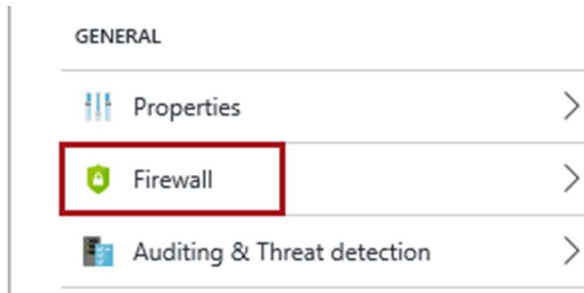 GENERAL
Properties
Firewall
Auditing & Threat detection